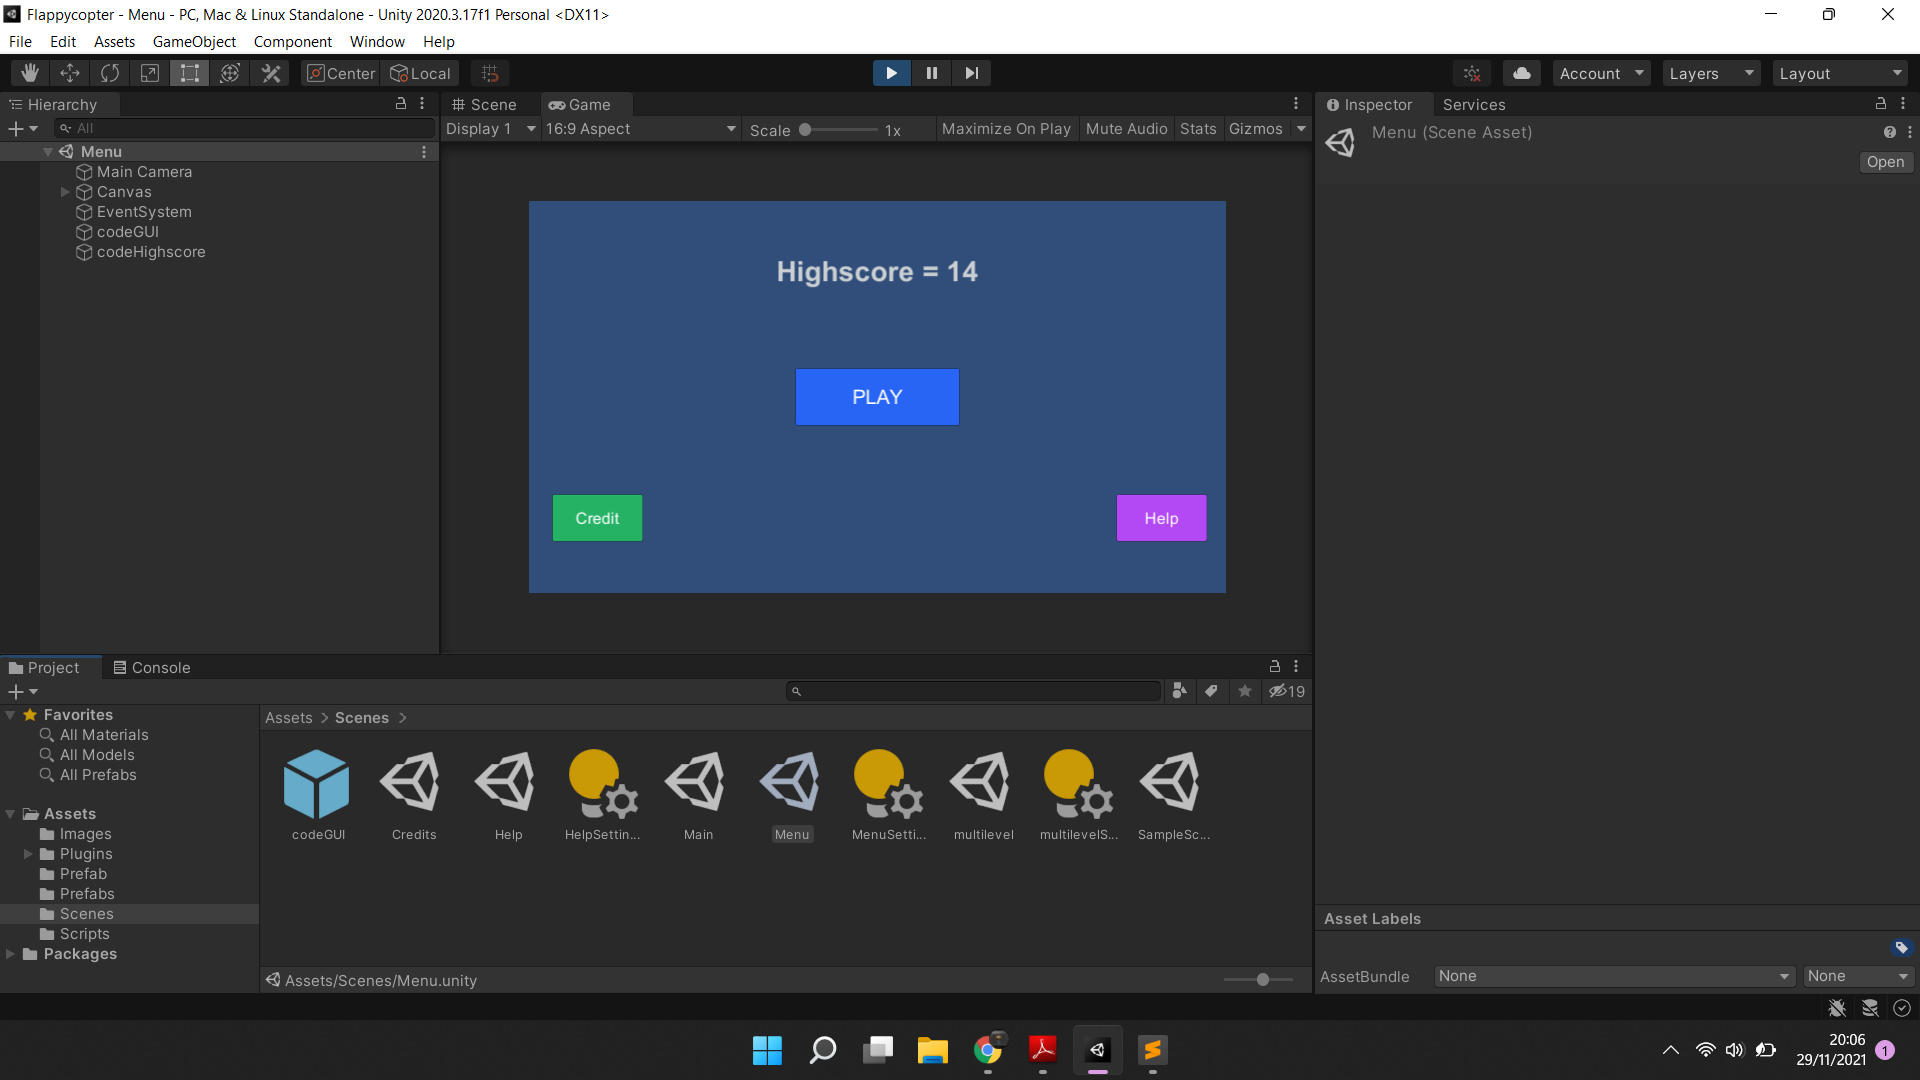 Flappycopter - Menu - PC, Mac & Linux Standalone - Unity 2020.3.17f1 Personal <DX11>
File Edit Assets GameObject Component Window Help
Center Local Account Layers Layout
Hierarchy
All
Menu
Main Camera
Canvas
EventSystem
codeGUI
codeHighscore
Scene Game
Display 1 16:9 Aspect Scale 1x Maximize On Play Mute Audio Stats Gizmos
Highscore = 14
PLAY
Credit
Help
Inspector Services
Menu (Scene Asset)
Open
Project Console
19
Favorites
All Materials
All Models
All Prefabs
Assets
Images
Plugins
Prefab
Prefabs
Scenes
Scripts
Packages
Assets > Scenes >
codeGUI Credits Help HelpSettin... Main Menu MenuSetti... multilevel multilevelS... SampleSc...
Assets/Scenes/Menu.unity
Asset Labels
AssetBundle None None
20:06
29/11/2021
1